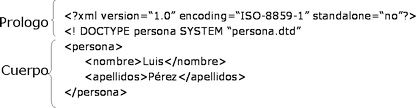 Prologo
<?xml version="1.0" encoding="ISO-8859-1" standalone="no"?>
<! DOCTYPE persona SYSTEM "persona.dtd"
Cuerpo
<persona>
<nombre>Luis</nombre>
<apellidos>Pérez</apellidos>
</persona>